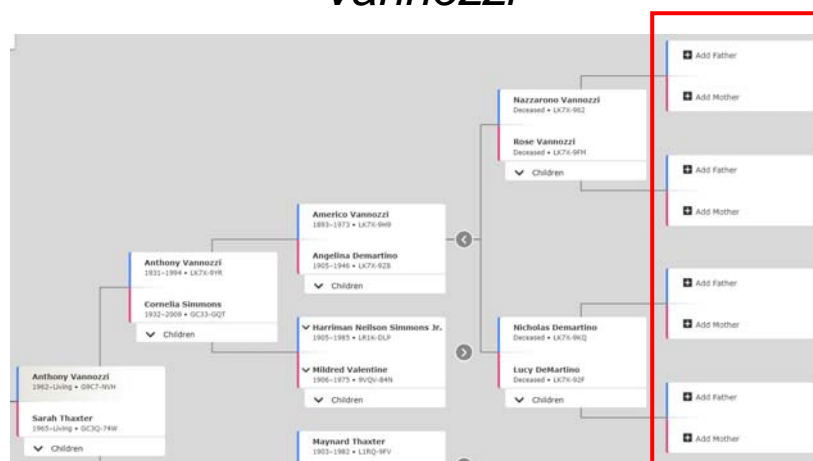 Vannozzi
Add Father
Add Mother
Nazzarono Vannozzi
Deceased • LK7X-962
Rose Vannozzi
Deceased • LK7X-9FM
Children
Add Father
Add Mother
Americo Vannozzi
1893–1973 • LK7X-9H9
Angelina Demartino
1905–1946 • LK7X-9ZB
Children
Anthony Vannozzi
1931–1994 • LK7X-9YR
Cornelia Simmons
1932–2009 • GC33-GQT
Children
Add Father
Add Mother
Harriman Neilson Simmons Jr.
1905–1985 • LR1K-DLP
Mildred Valentine
1906–1975 • 9VQV-84N
Children
Nicholas Demartino
Deceased • LK7X-9KQ
Lucy DeMartino
Deceased • LK7X-92F
Children
Anthony Vannozzi
1962–Living • G9C7-NVH
Sarah Thaxter
1965–Living • GC3Q-74W
Children
Add Father
Add Mother
Maynard Thaxter
1903–1982 • L1RQ-9FV